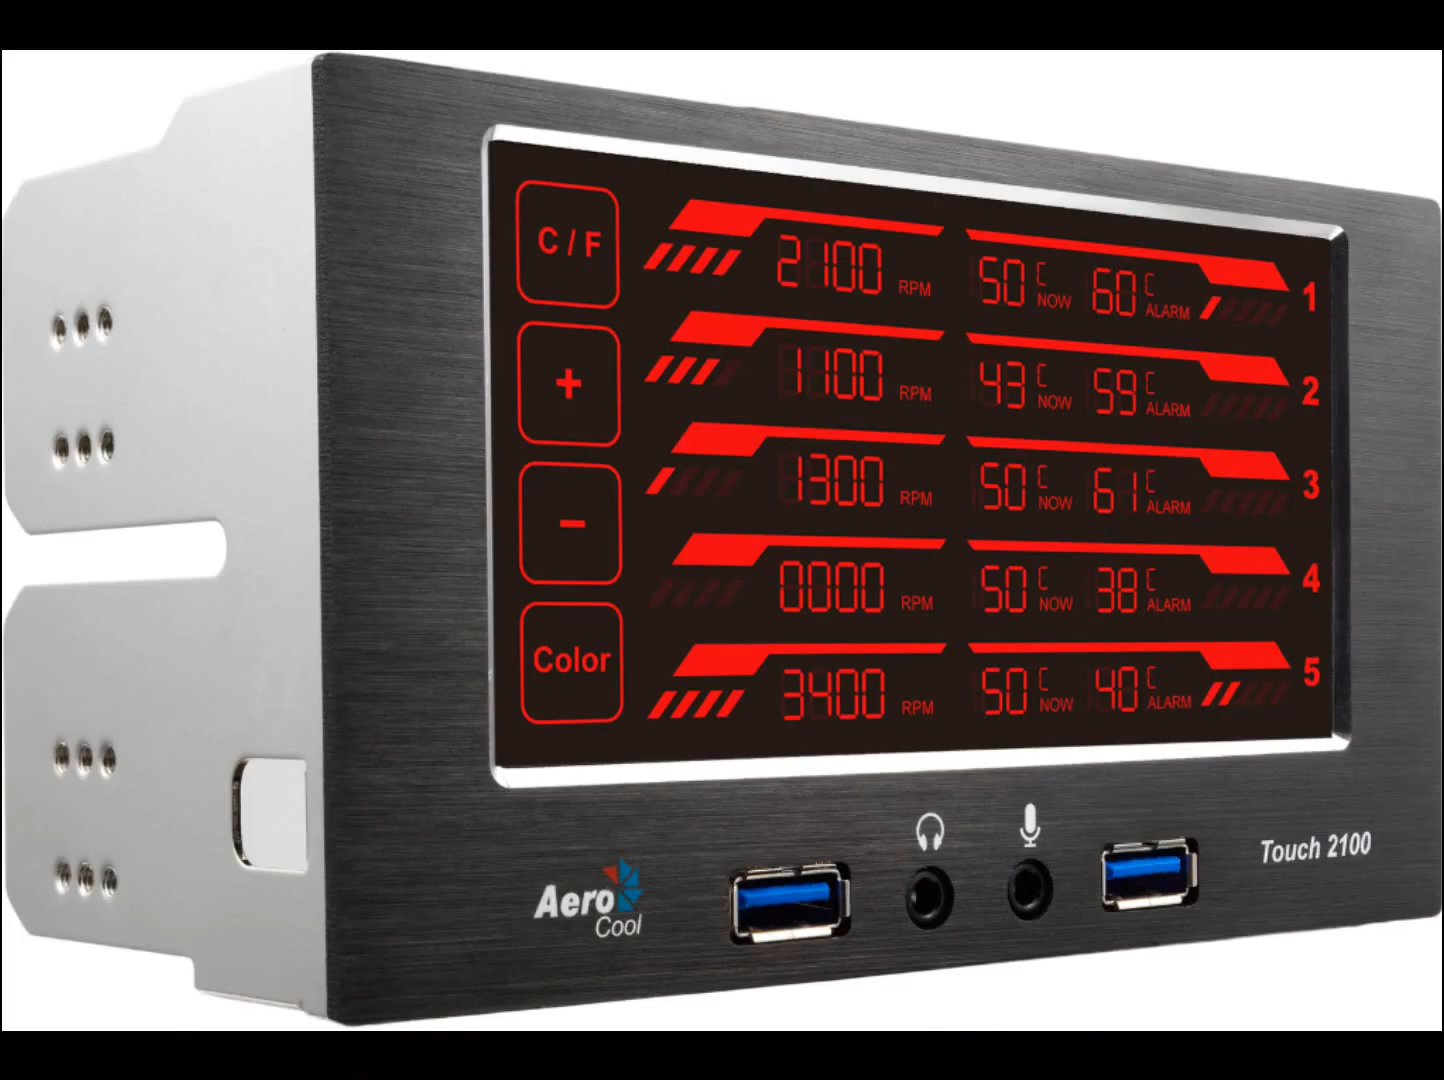 C / F
+
−
Color
2100 RPM 50 C NOW 60 C ALARM 1
1100 RPM 43 C NOW 59 C ALARM 2
1300 RPM 50 C NOW 61 C ALARM 3
0000 RPM 50 C NOW 38 C ALARM 4
3400 RPM 50 C NOW 40 C ALARM 5
Aero
Cool
Touch 2100